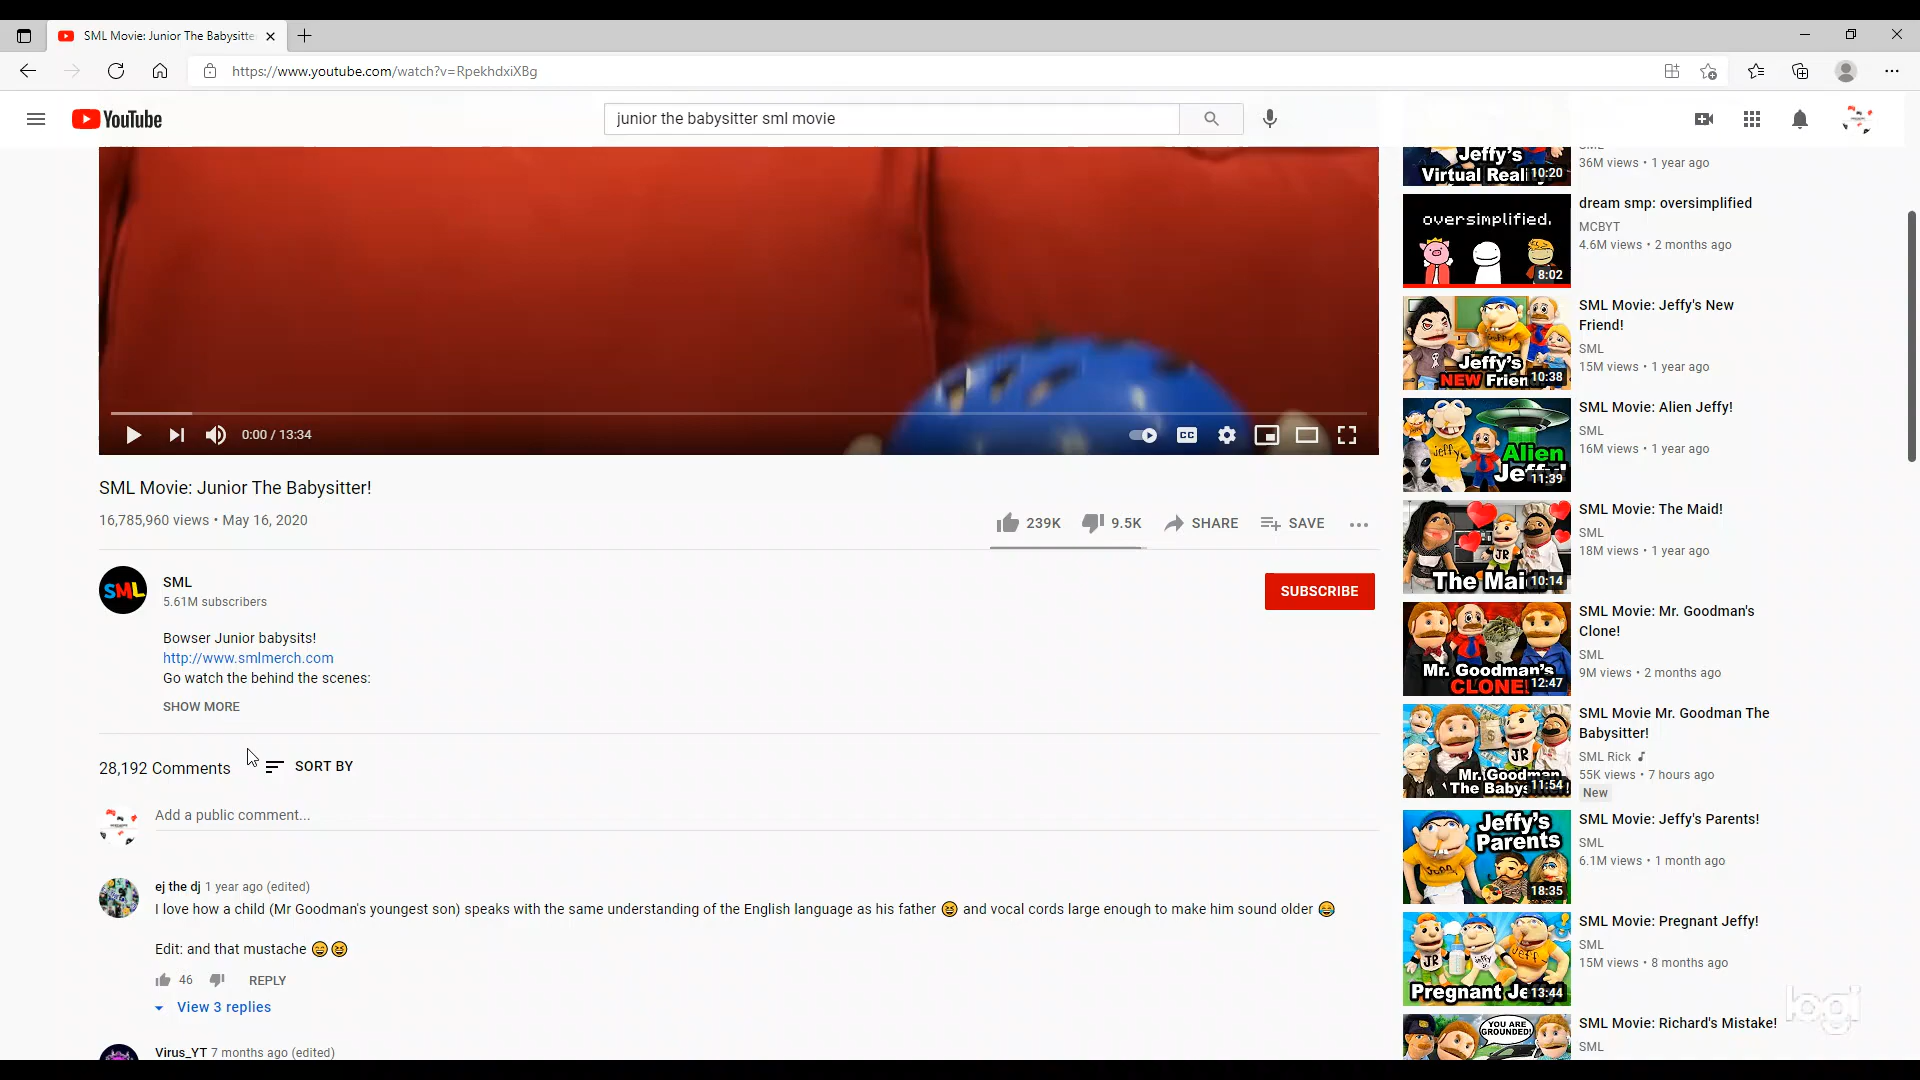 SML Movie: Junior The Babysitte
https://www.youtube.com/watch?v=RpekhdxiXBg
YouTube
junior the babysitter sml movie
0:00 / 13:34
CC
SML Movie: Junior The Babysitter!
16,785,960 views • May 16, 2020
239K
9.5K
SHARE
SAVE
SML
SML
5.61M subscribers
SUBSCRIBE
Bowser Junior babysits!
http://www.smlmerch.com
Go watch the behind the scenes:
SHOW MORE
28,192 Comments
SORT BY
Add a public comment...
ej the dj 1 year ago (edited)
I love how a child (Mr Goodman's youngest son) speaks with the same understanding of the English language as his father 😆 and vocal cords large enough to make him sound older 😄
Edit: and that mustache 😄😆
46
REPLY
View 3 replies
Virus_YT 7 months ago (edited)
Jeffy's
Virtual Reali
10:20
36M views • 1 year ago
oversimplified.
8:02
dream smp: oversimplified
MCBYT
4.6M views • 2 months ago
Jeffy's
NEW Frien
10:38
SML Movie: Jeffy's New
Friend!
SML
15M views • 1 year ago
Jeffy
Alien
Jeffy!
11:39
SML Movie: Alien Jeffy!
SML
16M views • 1 year ago
JR
The Mai
10:14
SML Movie: The Maid!
SML
18M views • 1 year ago
Mr. Goodman's
CLONE
12:47
SML Movie: Mr. Goodman's
Clone!
SML
9M views • 2 months ago
JR
Mr. Goodman
The Babys
11:54
SML Movie Mr. Goodman The
Babysitter!
SML Rick ♪
55K views • 7 hours ago
New
Jeffy's
Parents
18:35
SML Movie: Jeffy's Parents!
SML
6.1M views • 1 month ago
JR
Pregnant Je
13:44
SML Movie: Pregnant Jeffy!
SML
15M views • 8 months ago
YOU ARE
GROUNDED!
SML Movie: Richard's Mistake!
SML
logi